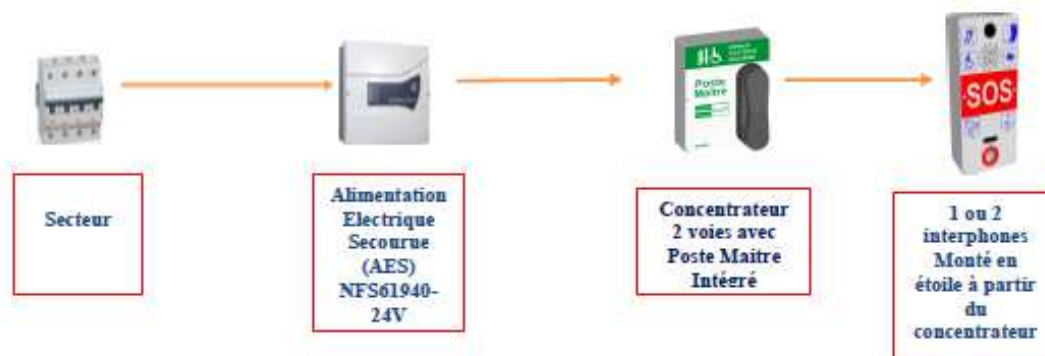 Poste
Maître
SOS
Secteur
Alimentation
Electrique
Secourue
(AES)
NFS61940-
24V
Concentrateur
2 voies avec
Poste Maitre
Intégré
1 ou 2
interphones
Monté en
étoile à partir
du
concentrateur